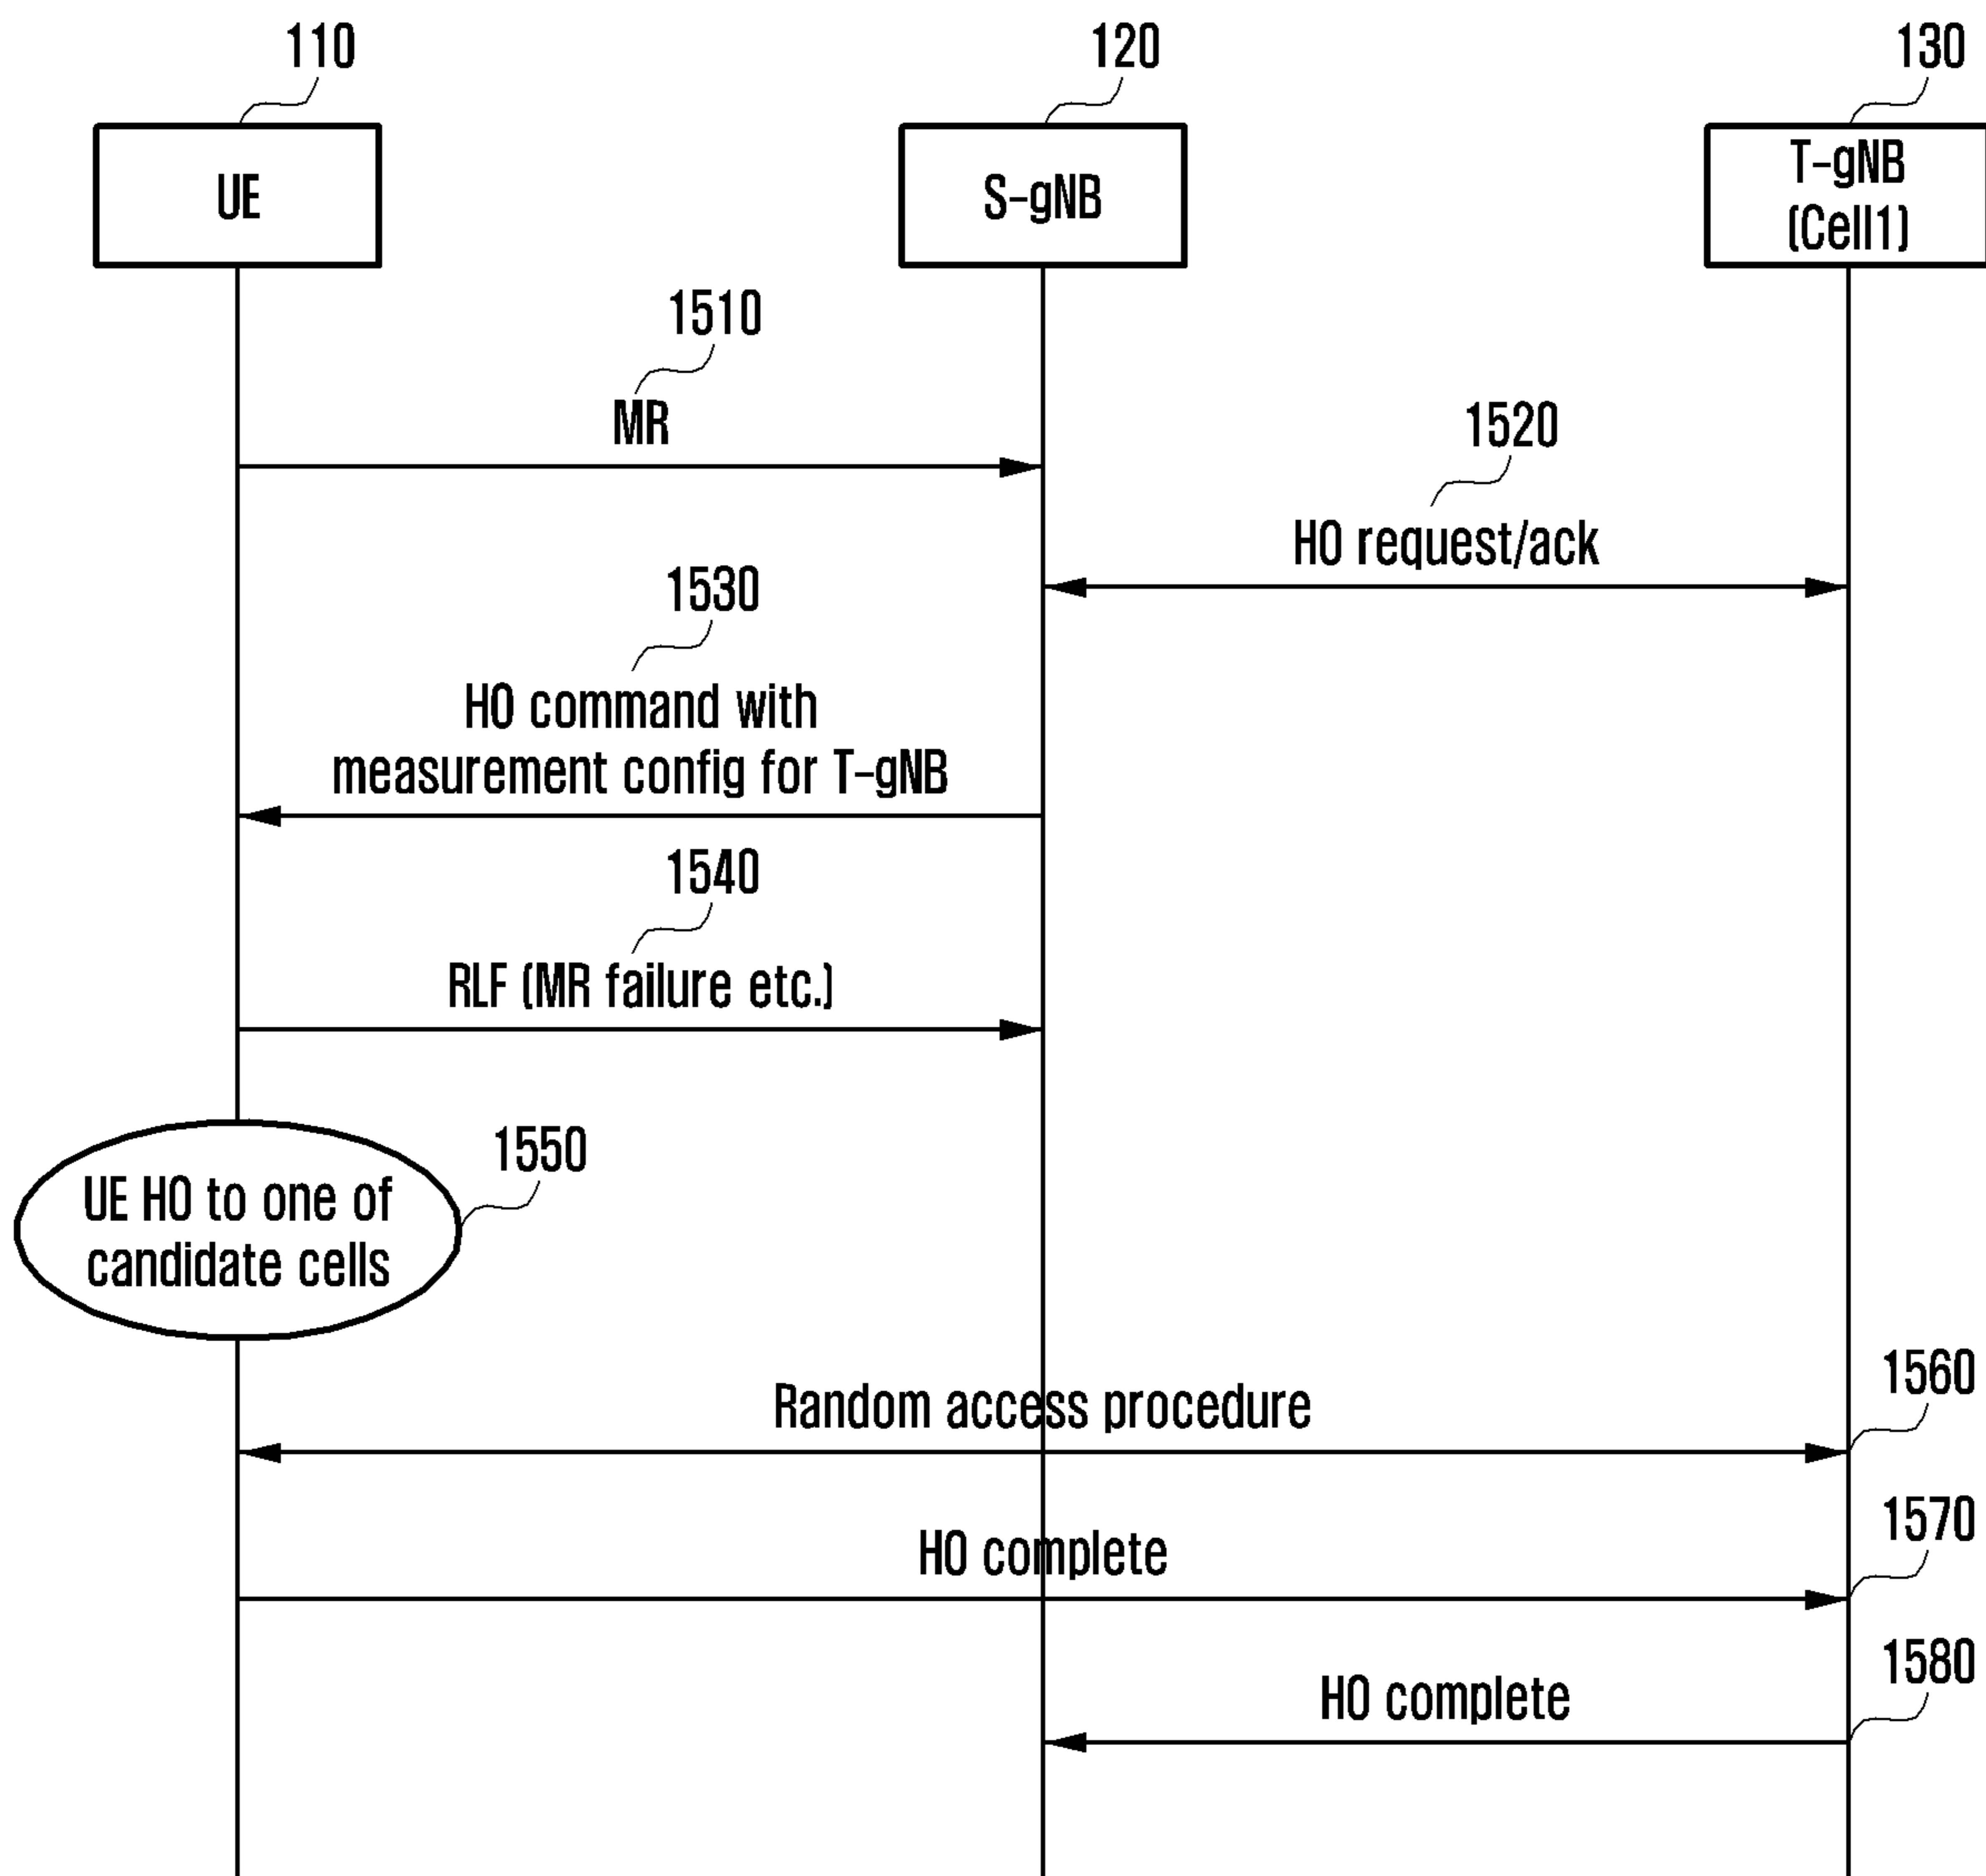 110
120
130
UE
S-gNB
T-gNB
(Cell1)
1510
MR
1520
HO request/ack
1530
HO command with
measurement config for T-gNB
1540
RLF (MR failure etc.)
1550
UE HO to one of
candidate cells
1560
Random access procedure
1570
HO complete
1580
HO complete